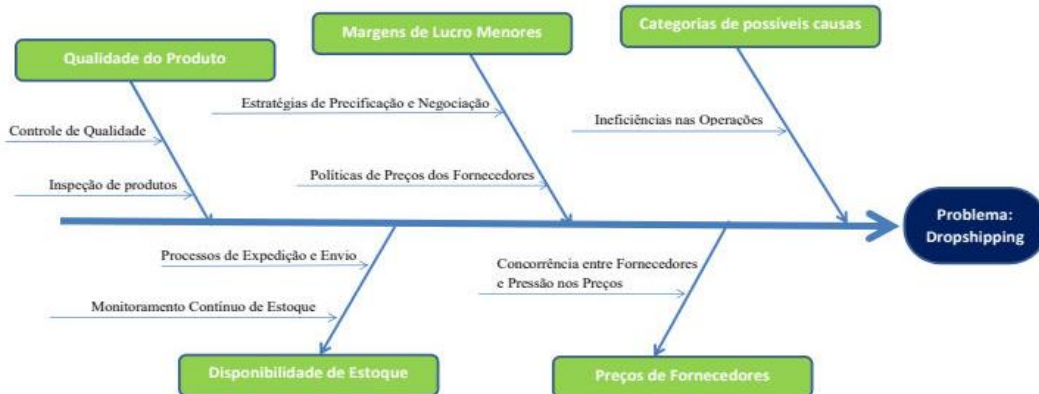 Qualidade do Produto
Margens de Lucro Menores
Categorias de possíveis causas
Controle de Qualidade
Inspeção de produtos
Estratégias de Precificação e Negociação
Políticas de Preços dos Fornecedores
Ineficiências nas Operações
Problema:
Dropshipping
Processos de Expedição e Envio
Monitoramento Contínuo de Estoque
Concorrência entre Fornecedores
e Pressão nos Preços
Disponibilidade de Estoque
Preços de Fornecedores